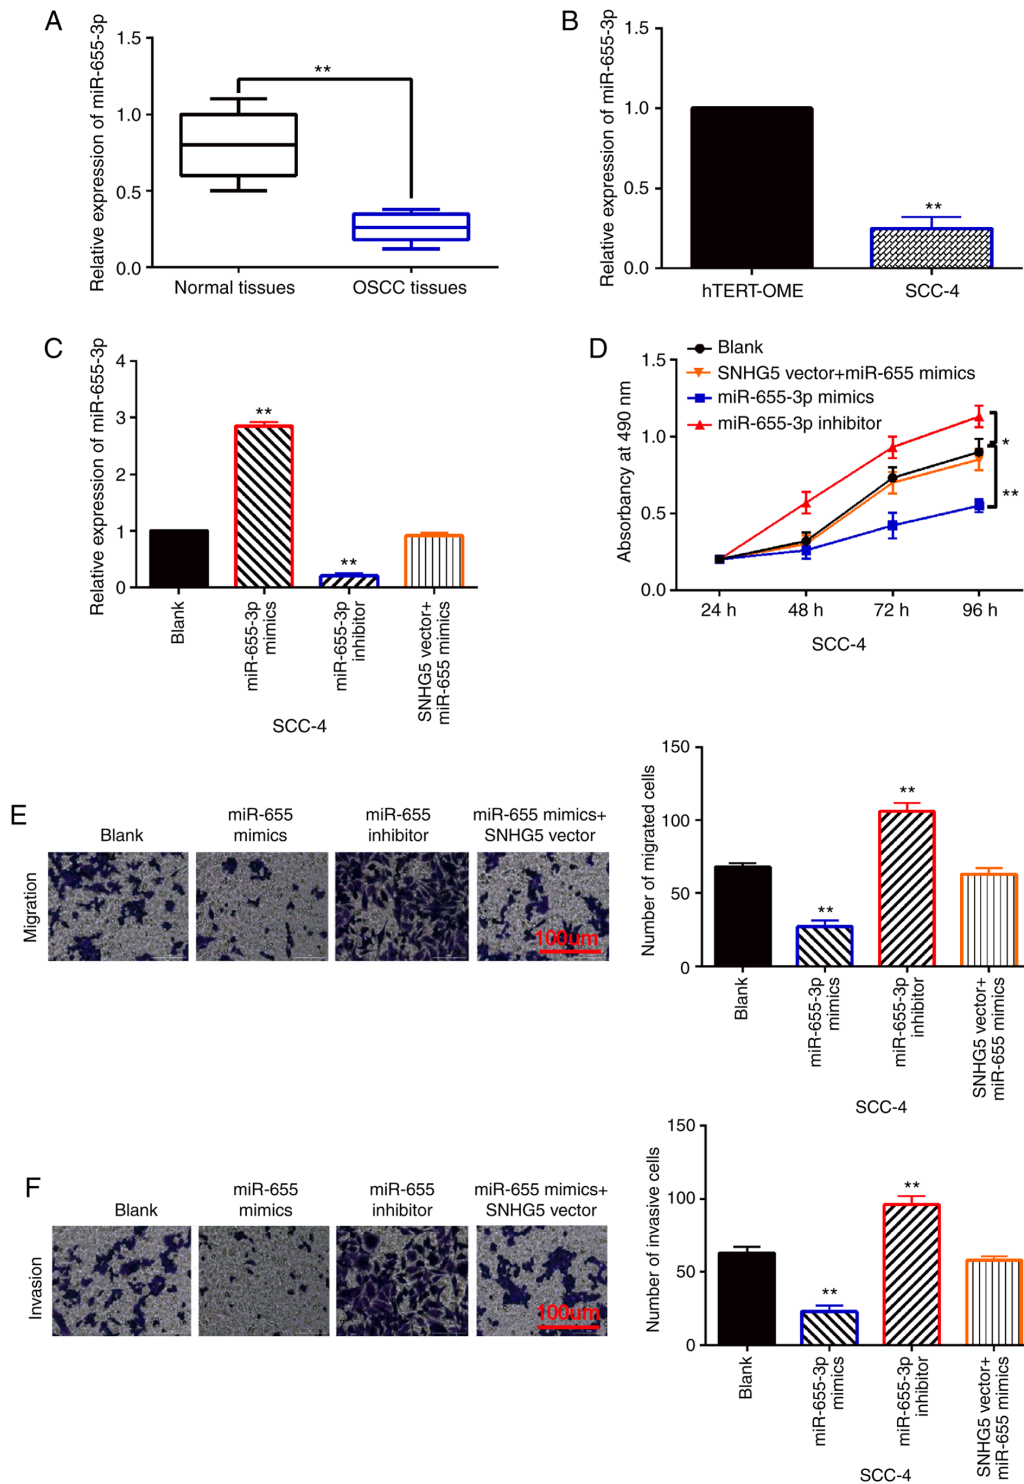 A
Relative expression of miR-655-3p
1.5
1.0
0.5
0.0
**
Normal tissues
OSCC tissues
B
Relative expression of miR-655-3p
1.5
1.0
0.5
0.0
**
hTERT-OME
SCC-4
C
Relative expression of miR-655-3p
4
3
2
1
0
**
**
Blank
miR-655-3p
mimics
miR-655-3p
inhibitor
SNHG5 vector+
miR-655 mimics
SCC-4
D
Absorbancy at 490 nm
1.5
1.0
0.5
0.0
Blank
SNHG5 vector+miR-655 mimics
miR-655-3p mimics
miR-655-3p inhibitor
*
**
24 h
48 h
72 h
96 h
SCC-4
E
Migration
Blank
miR-655
mimics
miR-655
inhibitor
miR-655 mimics+
SNHG5 vector
100um
Number of migrated cells
150
100
50
0
**
**
Blank
miR-655-3p
mimics
miR-655-3p
inhibitor
SNHG5 vector+
miR-655 mimics
SCC-4
F
Invasion
Blank
miR-655
mimics
miR-655
inhibitor
miR-655 mimics+
SNHG5 vector
100um
Number of invasive cells
150
100
50
0
**
**
Blank
miR-655-3p
mimics
miR-655-3p
inhibitor
SNHG5 vector+
miR-655 mimics
SCC-4